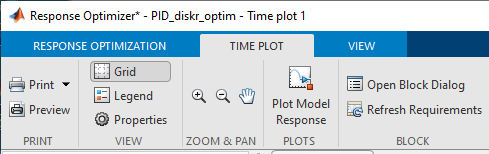 Response Optimizer* - PID_diskr_optim - Time plot 1
RESPONSE OPTIMIZATION TIME PLOT VIEW
Print Grid Plot Model Response Open Block Dialog
Preview Legend Refresh Requirements
Properties
PRINT VIEW ZOOM & PAN PLOTS BLOCK